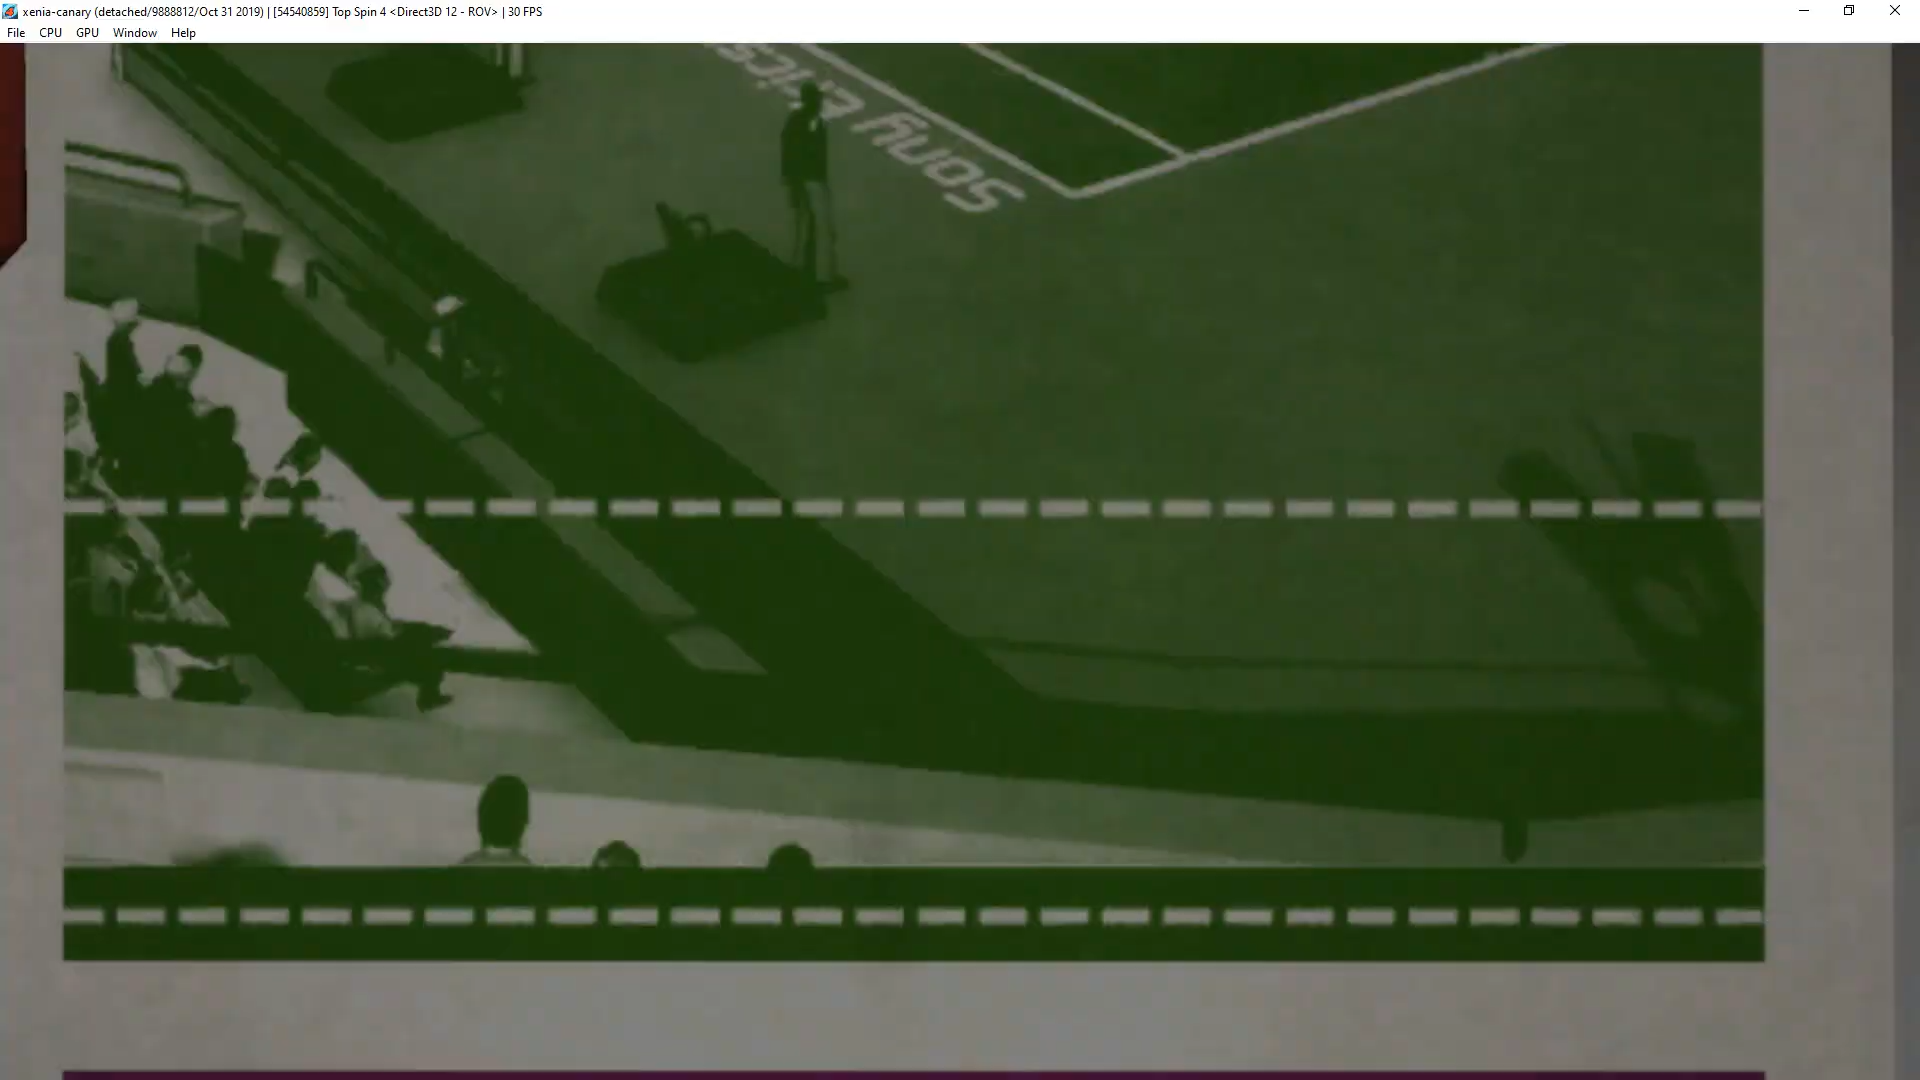 xenia-canary (detached/9888812/Oct 31 2019) | [54540859] Top Spin 4 <Direct3D 12 - ROV> | 30 FPS
File CPU GPU Window Help
Sony Erics